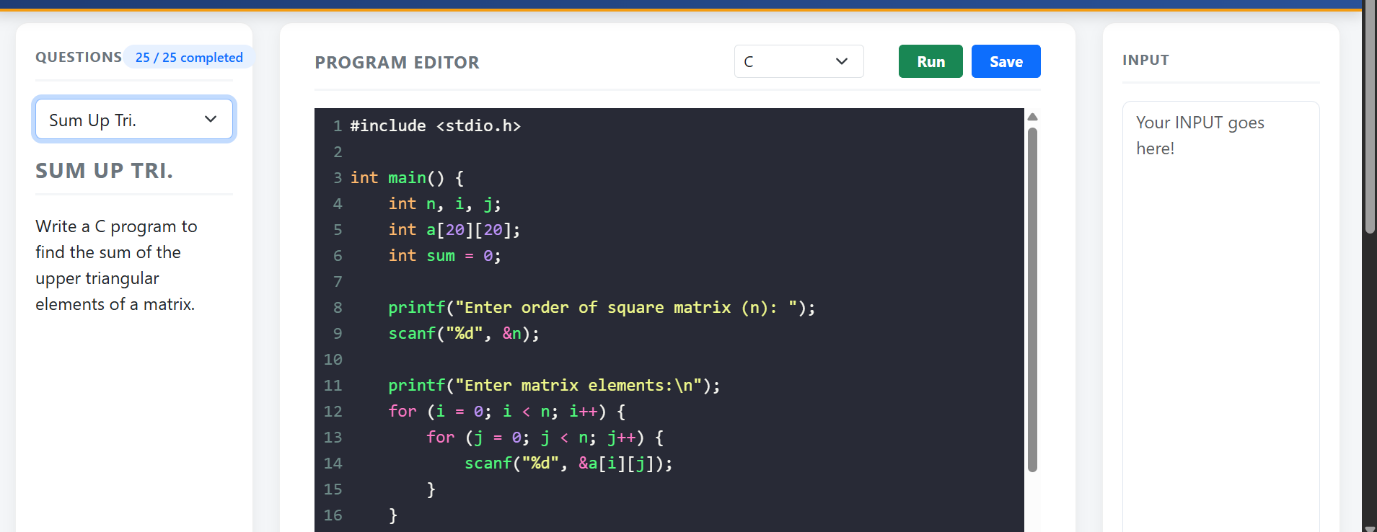 QUESTIONS 25 / 25 completed
Sum Up Tri.
SUM UP TRI.
Write a C program to
find the sum of the
upper triangular
elements of a matrix.
PROGRAM EDITOR C Run Save
1 #include <stdio.h>
2
3 int main() {
4     int n, i, j;
5     int a[20][20];
6     int sum = 0;
7
8     printf("Enter order of square matrix (n): ");
9     scanf("%d", &n);
10
11     printf("Enter matrix elements:\n");
12     for (i = 0; i < n; i++) {
13         for (j = 0; j < n; j++) {
14             scanf("%d", &a[i][j]);
15         }
16     }
INPUT
Your INPUT goes
here!